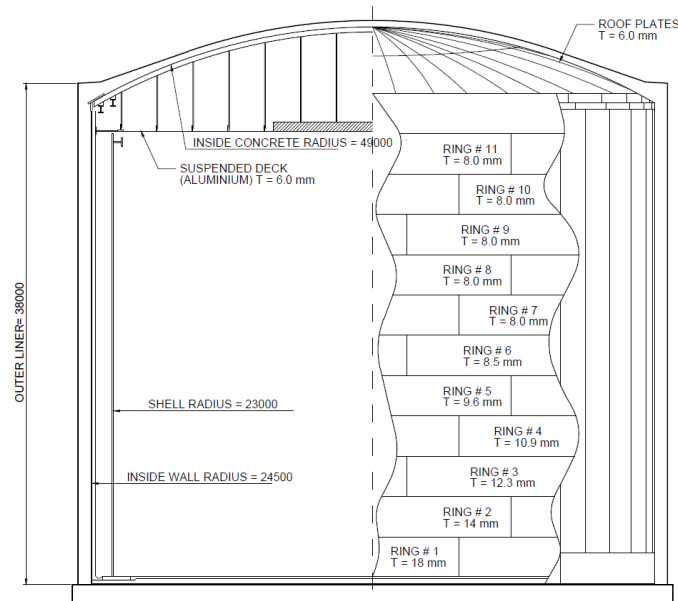 ROOF PLATES
T = 6.0 mm
INSIDE CONCRETE RADIUS = 49000
SUSPENDED DECK
(ALUMINIUM) T = 6.0 mm
RING # 11
T = 8.0 mm
RING # 10
T = 8.0 mm
RING # 9
T = 8.0 mm
RING # 8
T = 8.0 mm
RING # 7
T = 8.0 mm
RING # 6
T = 8.5 mm
RING # 5
T = 9.6 mm
RING # 4
T = 10.9 mm
RING # 3
T = 12.3 mm
RING # 2
T = 14 mm
RING # 1
T = 18 mm
OUTER LINER= 38000
SHELL RADIUS = 23000
INSIDE WALL RADIUS = 24500